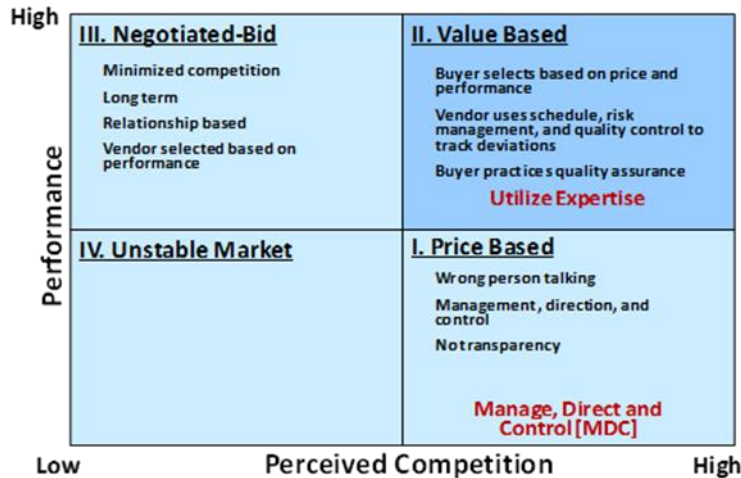 High
III. Negotiated-Bid
Minimized competition
Long term
Relationship based
Vendor selected based on
performance
II. Value Based
Buyer selects based on price and
performance
Vendor uses schedule, risk
management, and quality control to
track deviations
Buyer practices quality assurance
Utilize Expertise
Performance
IV. Unstable Market
I. Price Based
Wrong person talking
Management, direction, and
control
No transparency
Manage, Direct and
Control [MDC]
Low
Perceived Competition
High